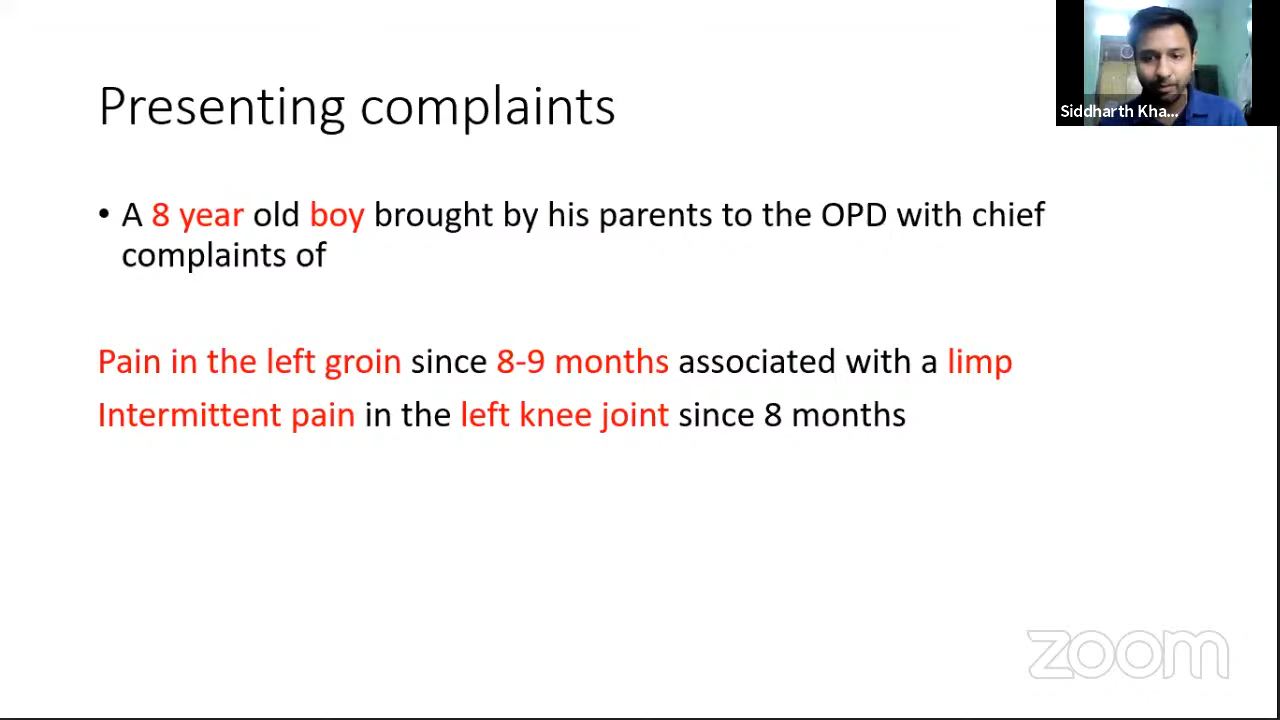 Presenting complaints
Siddharth Kha...
• A 8 year old boy brought by his parents to the OPD with chief
complaints of
Pain in the left groin since 8-9 months associated with a limp
Intermittent pain in the left knee joint since 8 months
zoom